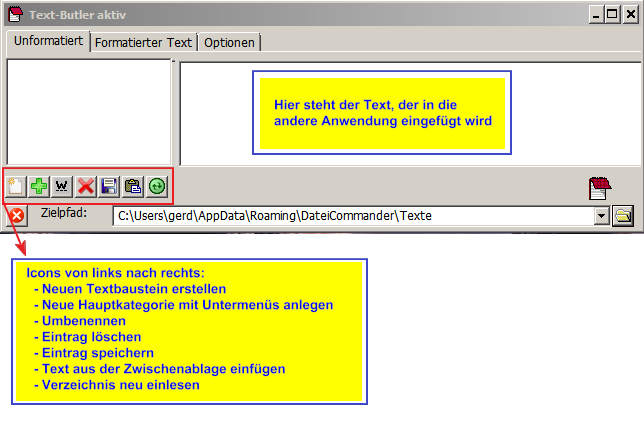 Text-Butler aktiv
Unformatiert
Formatierter Text
Optionen
Hier steht der Text, der in die
andere Anwendung eingefügt wird
w
Zielpfad:
C:\Users\gerd\AppData\Roaming\DateiCommander\Texte
Icons von links nach rechts:
- Neuen Textbaustein erstellen
- Neue Hauptkategorie mit Untermenüs anlegen
- Umbenennen
- Eintrag löschen
- Eintrag speichern
- Text aus der Zwischenablage einfügen
- Verzeichnis neu einlesen